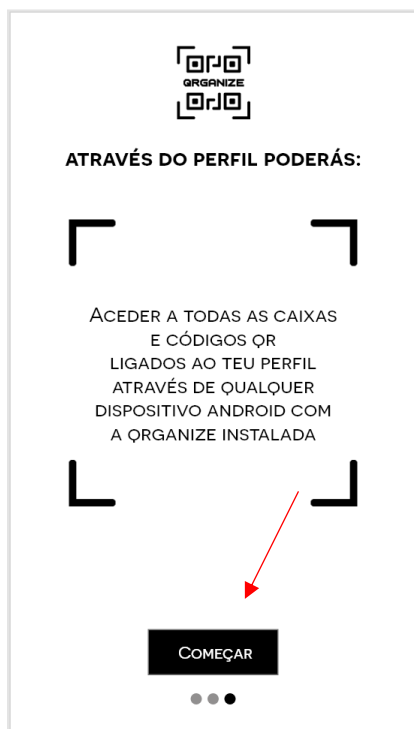 QRGANIZE
ATRAVÉS DO PERFIL PODERÁS:
ACEDER A TODAS AS CAIXAS
E CÓDIGOS QR
LIGADOS AO TEU PERFIL
ATRAVÉS DE QUALQUER
DISPOSITIVO ANDROID COM
A QRGANIZE INSTALADA
COMEÇAR